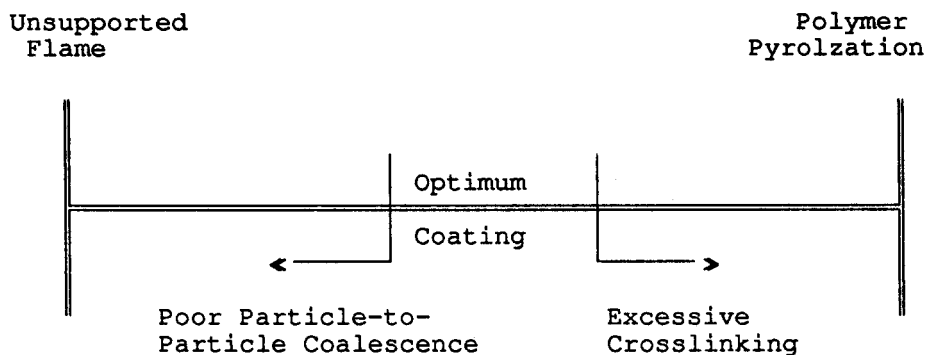 Unsupported
Flame
Polymer
Pyrolzation
Optimum
Coating
Poor Particle-to-
Particle Coalescence
Excessive
Crosslinking